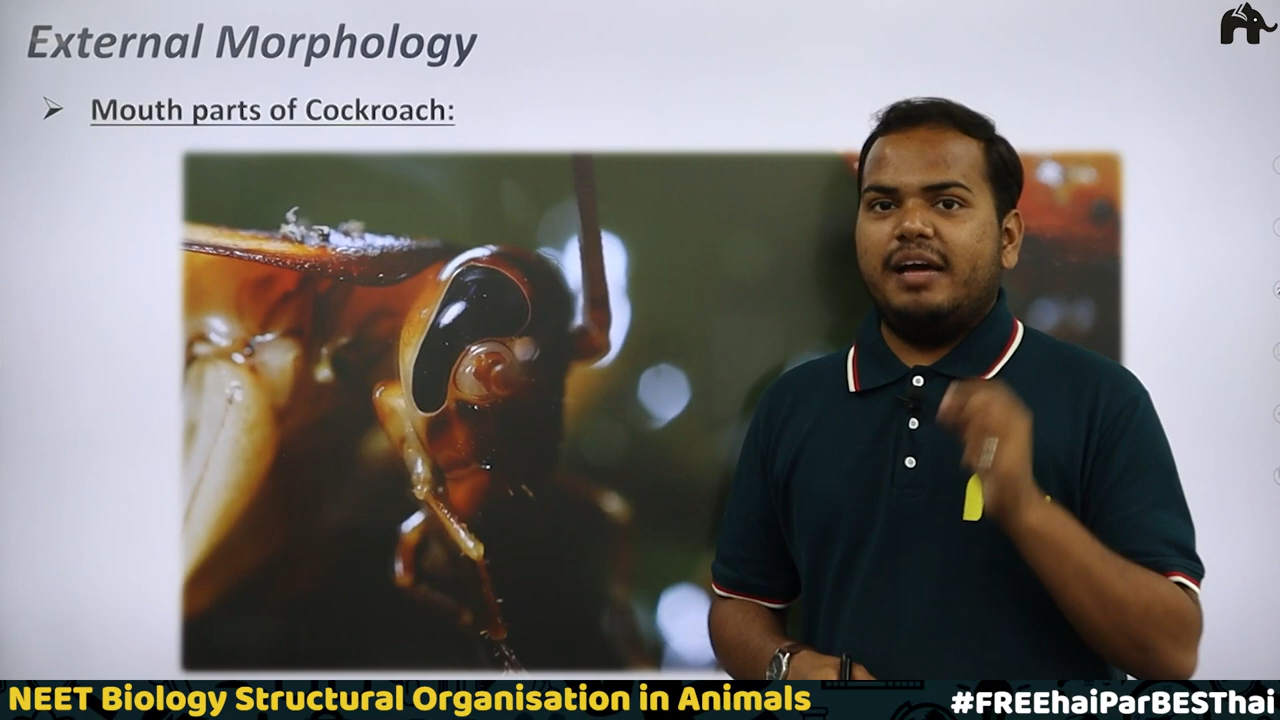 External Morphology
➢ Mouth parts of Cockroach:
NEET Biology Structural Organisation in Animals
#FREEhaiParBESThai